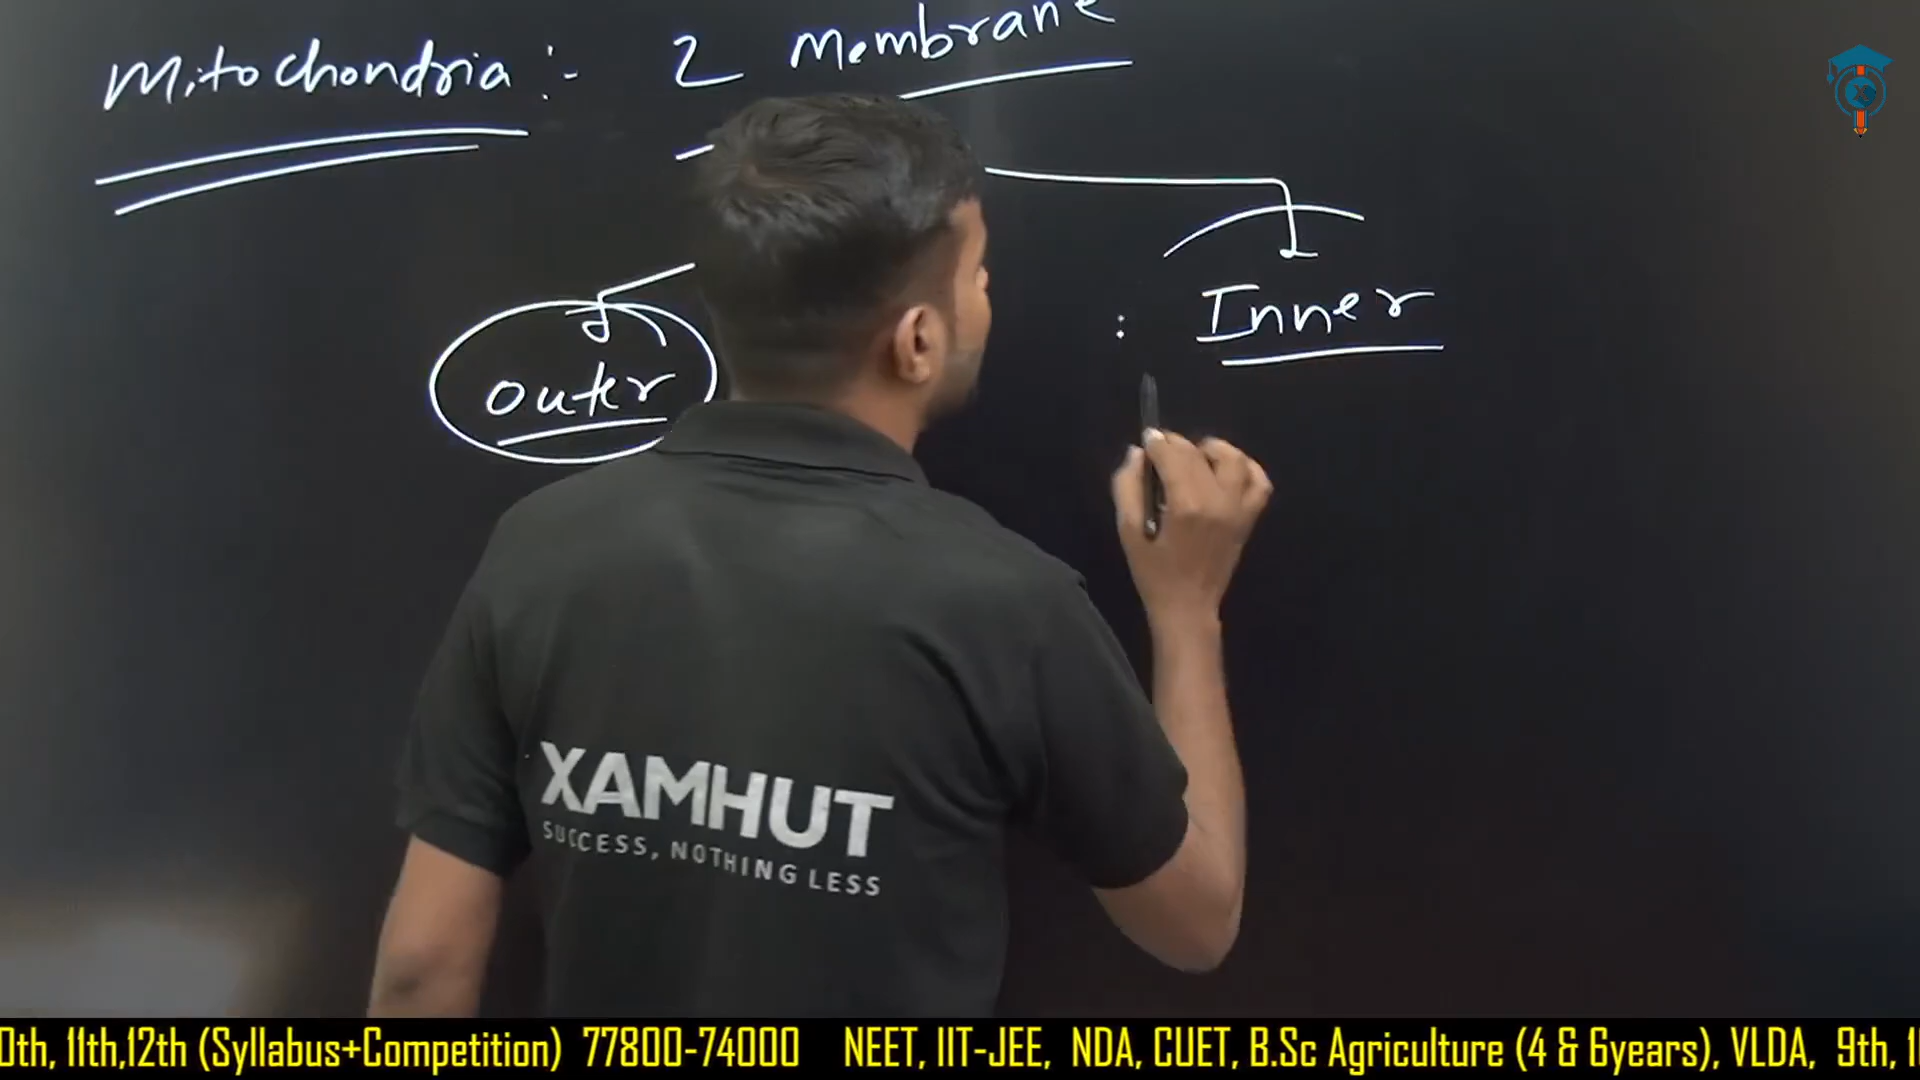 Mitochondria :- 2 Membrane
Outer
: Inner
XAMHUT
SUCCESS, NOTHING LESS
0th, 11th,12th (Syllabus+Competition) 77800-74000 NEET, IIT-JEE, NDA, CUET, B.Sc Agriculture (4 & 6years), VLDA, 9th, 1